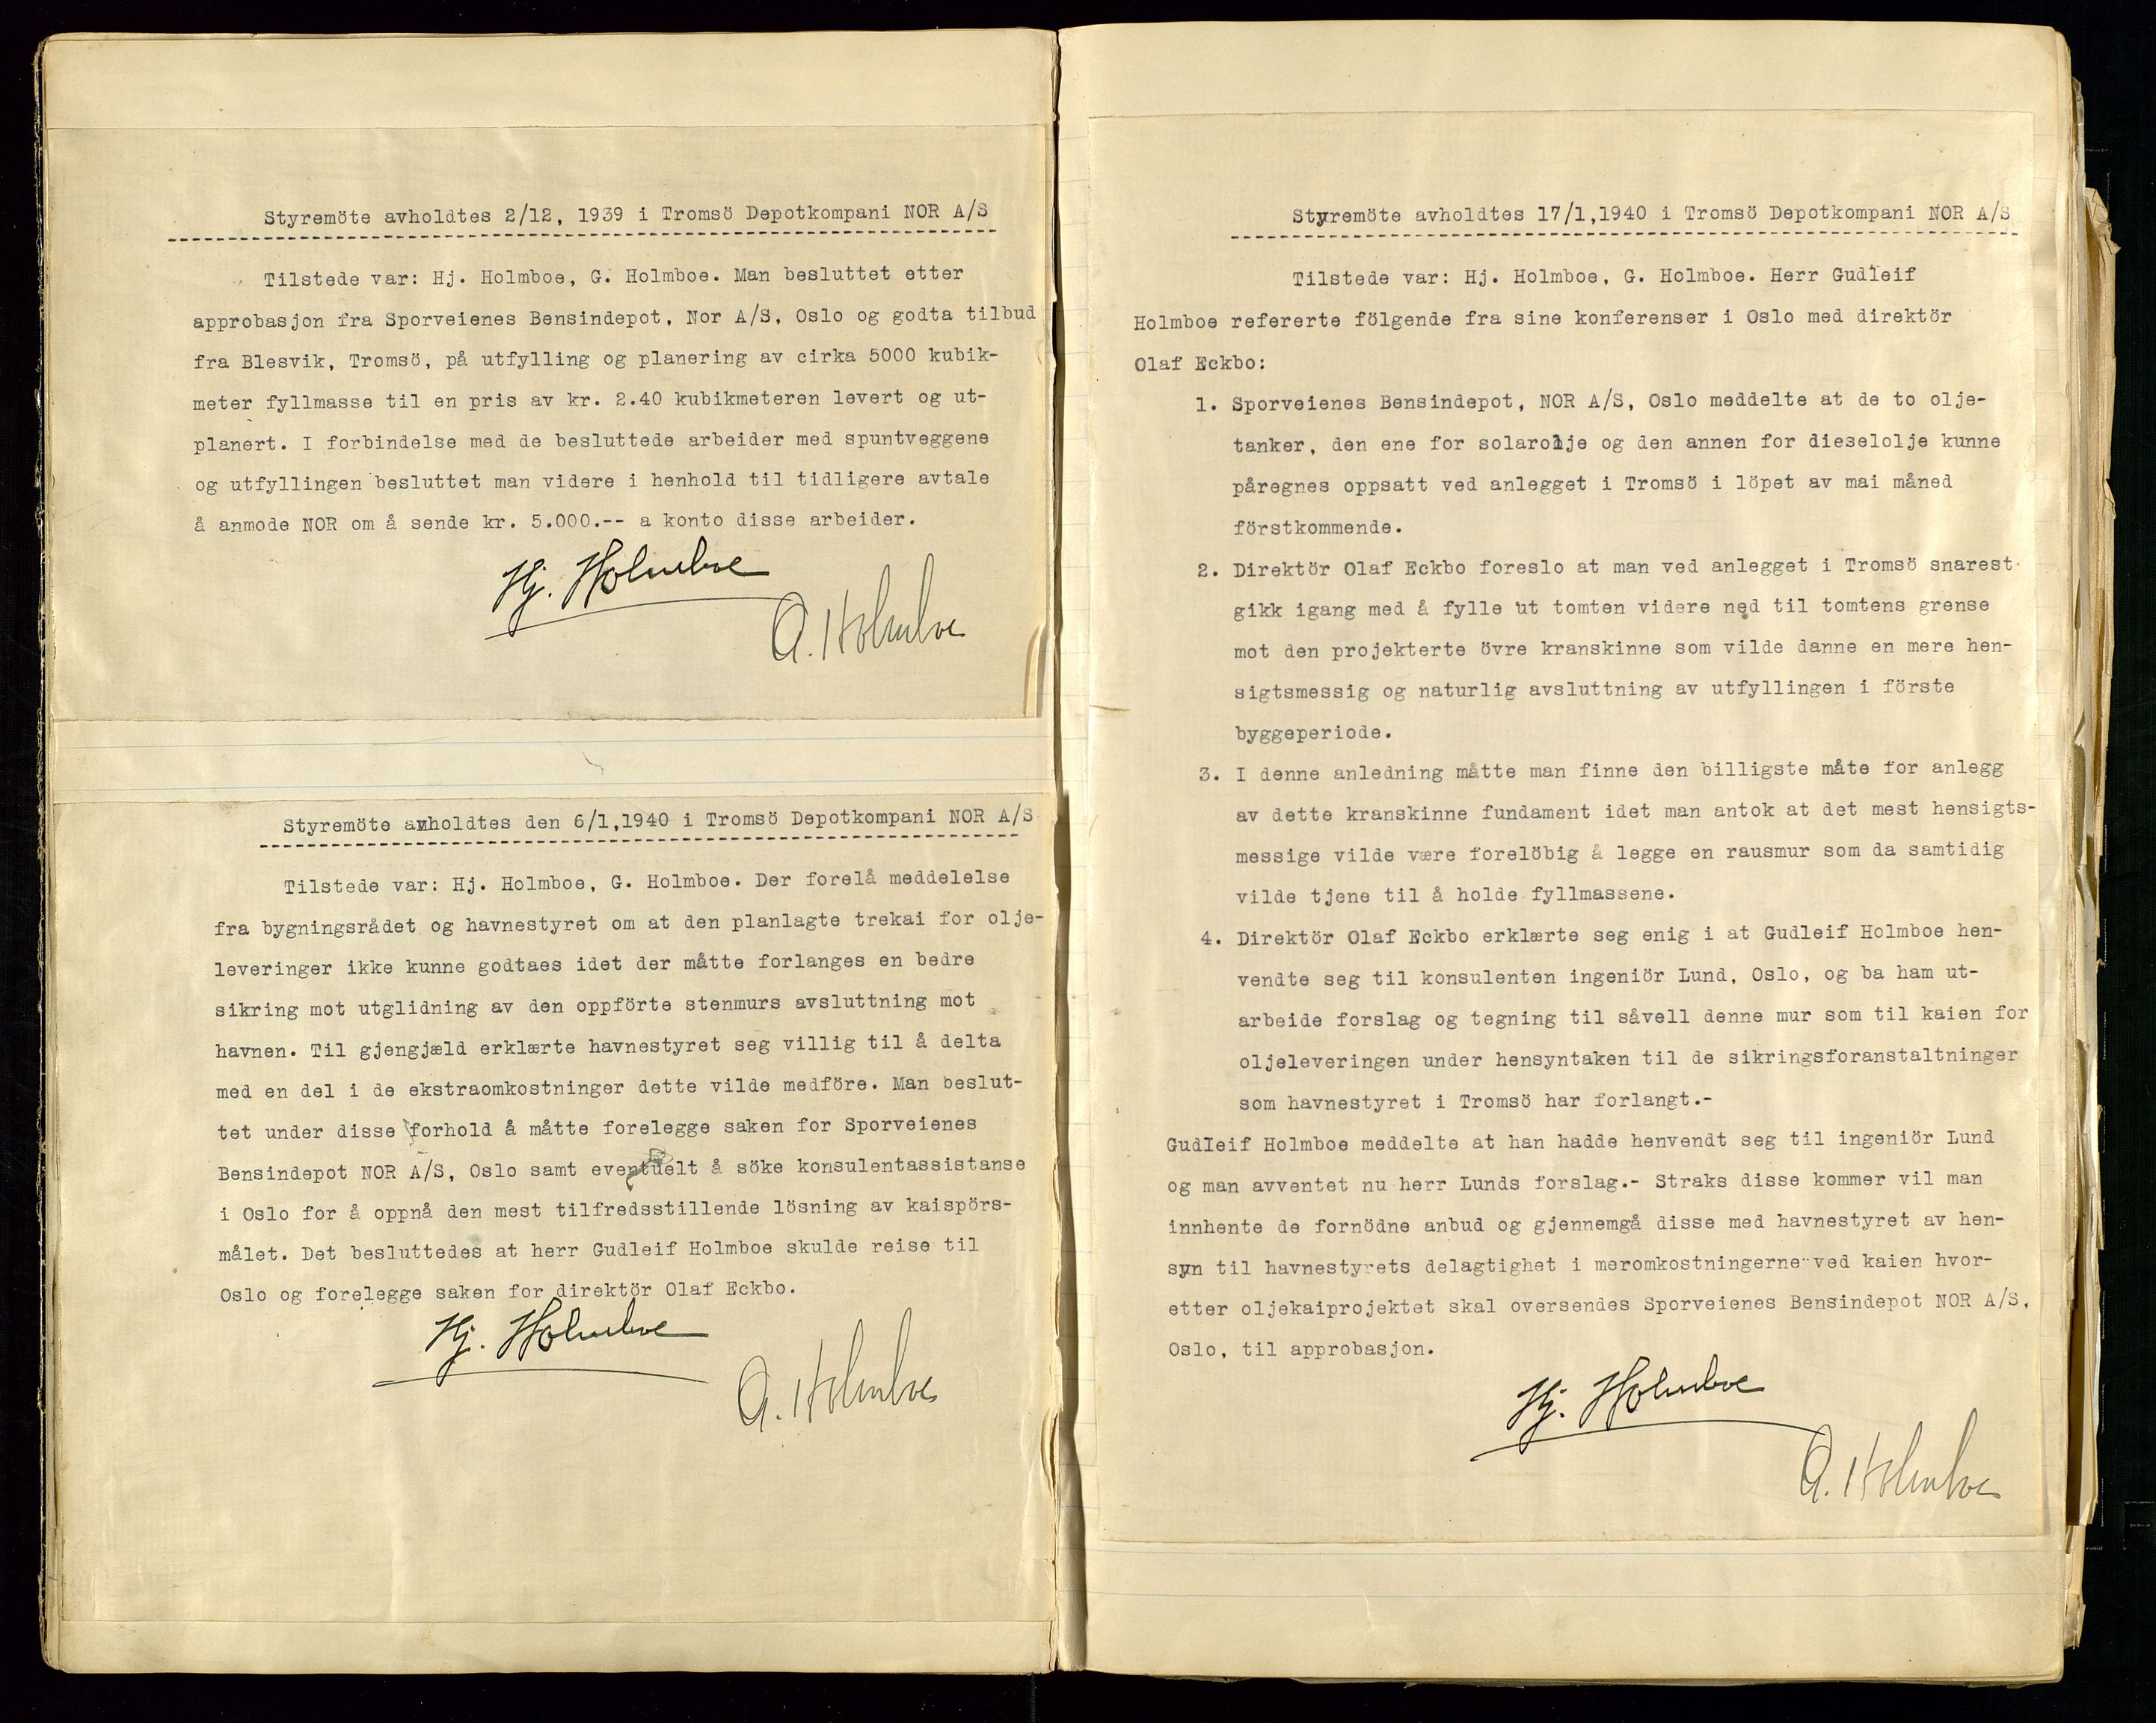 Styremöte avholdtes 2/12, 1939 i Tromsö Depotkompani NOR A/S
Tilstede var: Hj. Holmboe, G. Holmboe. Man besluttet etter
approbasjon fra Sporveienes Bensindepot, Nor A/S, Oslo og godta tilbud
fra Blesvik, Tromsö, på utfylling og planering av cirka 5000 kubik-
meter fyllmasse til en pris av kr. 2.40 kubikmeteren levert og ut-
planert. I forbindelse med de besluttede arbeider med spuntveggene
og utfyllingen besluttet man videre i henhold til tidligere avtale
å anmode NOR om å sende kr. 5.000.-- a konto disse arbeider.
Hj. Holmboe
G. Holmboe
Styremöte avholdtes den 6/1,1940 i Tromsö Depotkompani NOR A/S
Tilstede var: Hj. Holmboe, G. Holmboe. Der forelå meddelelse
fra bygningsrådet og havnestyret om at den planlagte trekai for olje-
leveringer ikke kunne godtaes idet der måtte forlanges en bedre
sikring mot utglidning av den oppförte stenmurs avsluttning mot
havnen. Til gjengjæld erklærte havnestyret seg villig til å delta
med en del i de ekstraomkostninger dette vilde medföre. Man beslut-
tet under disse forhold å måtte forelegge saken for Sporveienes
Bensindepot NOR A/S, Oslo samt eventuelt å söke konsulentassistanse
i Oslo for å oppnå den mest tilfredsstillende lösning av kaispörs-
målet. Det besluttedes at herr Gudleif Holmboe skulde reise til
Oslo og forelegge saken for direktör Olaf Eckbo.
Hj. Holmboe
G. Holmboe
Styremöte avholdtes 17/1,1940 i Tromsö Depotkompani NOR A/S
Tilstede var: Hj. Holmboe, G. Holmboe. Herr Gudleif
Holmboe refererte fölgende fra sine konferenser i Oslo med direktör
Olaf Eckbo:
1. Sporveienes Bensindepot, NOR A/S, Oslo meddelte at de to olje-
tanker, den ene for solarolje og den annen for dieselolje kunne
påregnes oppsatt ved anlegget i Tromsö i löpet av mai måned
förstkommende.
2. Direktör Olaf Eckbo foreslo at man ved anlegget i Tromsö snarest
gikk igang med å fylle ut tomten videre ned til tomtens grense
mot den projekterte övre kranskinne som vilde danne en mere hen-
sigtsmessig og naturlig avsluttning av utfyllingen i förste
byggeperiode.
3. I denne anledning måtte man finne den billigste måte for anlegg
av dette kranskinne fundament idet man antok at det mest hensigts-
messige vilde være forelöbig å legge en rausmur som da samtidig
vilde tjene til å holde fyllmassene.
4. Direktör Olaf Eckbo erklærte seg enig i at Gudleif Holmboe hen-
vendte seg til konsulenten ingeniör Lund, Oslo, og ba ham ut-
arbeide forslag og tegning til såvell denne mur som til kaien for
oljeleveringen under hensyntaken til de sikringsforanstaltninger
som havnestyret i Tromsö har forlangt.-
Gudleif Holmboe meddelte at han hadde henvendt seg til ingeniör Lund
og man avventet nu herr Lunds forslag.- Straks disse kommer vil man
innhente de fornödne anbud og gjennemgå disse med havnestyret av hen-
syn til havnestyrets delagtighet i meromkostningerne ved kaien hvor-
etter oljekaiprojektet skal oversendes Sporveienes Bensindepot NOR A/S,
Oslo, til approbasjon.
Hj. Holmboe
G. Holmboe